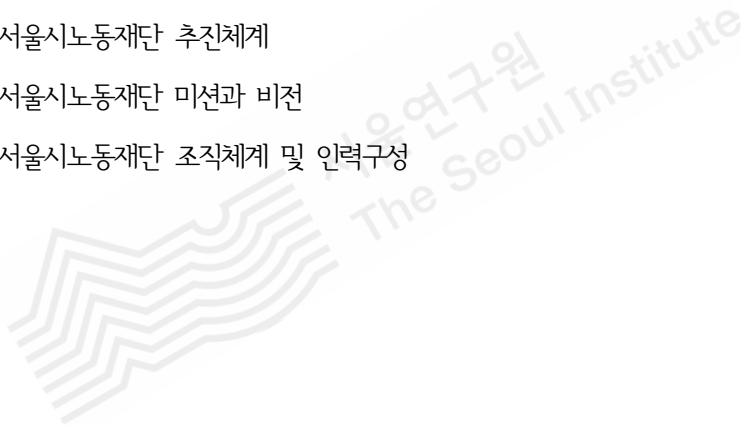 서울시노동재단 추진체계
서울시노동재단 미션과 비전
서울시노동재단 조직체계 및 인력구성
서울연구원
The Seoul Institute